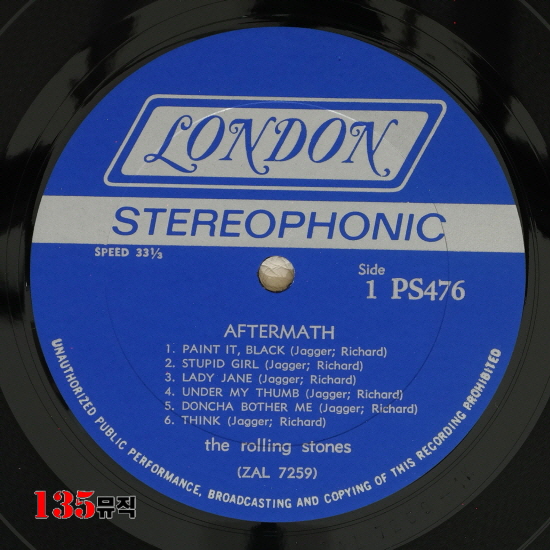 LONDON
STEREOPHONIC
SPEED 33⅓
Side
1 PS476
AFTERMATH
1. PAINT IT, BLACK (Jagger; Richard)
2. STUPID GIRL (Jagger; Richard)
3. LADY JANE (Jagger; Richard)
4. UNDER MY THUMB (Jagger; Richard)
5. DONCHA BOTHER ME (Jagger; Richard)
6. THINK (Jagger; Richard)
the rolling stones
(ZAL 7259)
UNAUTHORIZED PUBLIC PERFORMANCE, BROADCASTING AND COPYING OF THIS RECORDING PROHIBITED
135뮤직